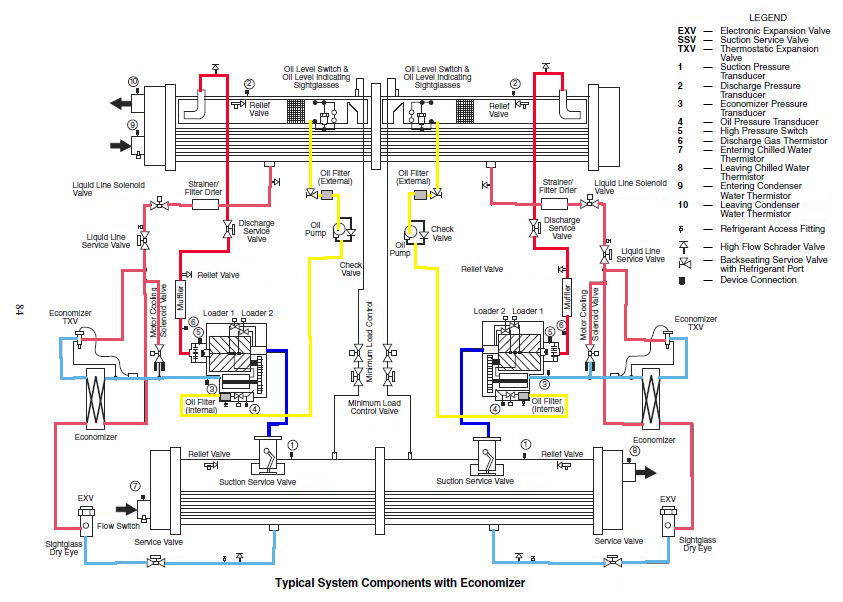 LEGEND
EXV — Electronic Expansion Valve
SSV — Suction Service Valve
TXV — Thermostatic Expansion
Valve
1 — Suction Pressure
Transducer
2 — Discharge Pressure
Transducer
3 — Economizer Pressure
Transducer
4 — Oil Pressure Transducer
5 — High Pressure Switch
6 — Discharge Gas Thermistor
7 — Entering Chilled Water
Thermistor
8 — Leaving Chilled Water
Thermistor
9 — Entering Condenser
Water Thermistor
10 — Leaving Condenser
Water Thermistor
— Refrigerant Access Fitting
— High Flow Schrader Valve
— Backseating Service Valve
with Refrigerant Port
— Device Connection
Oil Level Switch &
Oil Level Indicating
Sightglasses
Oil Level Switch &
Oil Level Indicating
Sightglasses
10
2
2
Relief
Valve
Relief
Valve
9
Oil Filter
(External)
Oil Filter
(External)
Liquid Line Solenoid
Valve
Strainer/
Filter Drier
Strainer/
Filter Drier
Liquid Line Solenoid
Valve
Liquid Line
Service Valve
Discharge
Service
Valve
Oil
Pump
Check
Valve
Oil
Pump
Check
Valve
Discharge
Service
Valve
Liquid Line
Service Valve
Relief Valve
Relief Valve
Muffler
Muffler
Motor Cooling
Solenoid Valve
Motor Cooling
Solenoid Valve
Minimum Load Control
84
Economizer
TXV
Loader 1 Loader 2
Loader 2 Loader 1
Economizer
TXV
6
5
6
5
3
3
4
4
Oil Filter
(Internal)
Minimum Load
Control Valve
Oil Filter
(Internal)
Economizer
Economizer
1
1
Relief Valve
Relief Valve
8
Suction Service Valve
Suction Service Valve
7
EXV
EXV
Flow Switch
Sightglass
Dry Eye
Service Valve
Service Valve
Sightglass
Dry Eye
Typical System Components with Economizer